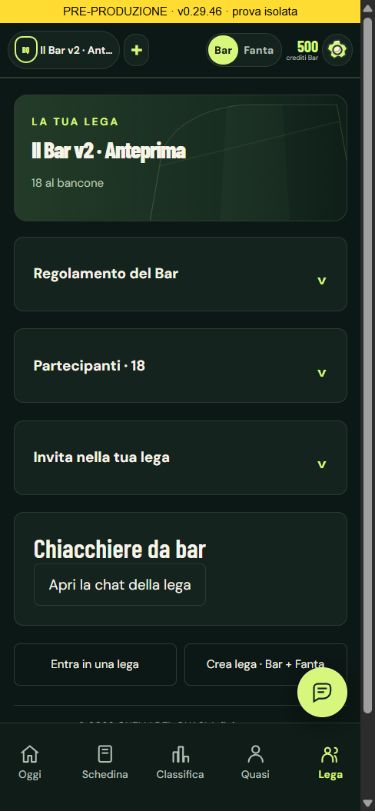 PRE-PRODUZIONE · v0.29.46 · prova isolata
Il Bar v2 · Ant...
+
Bar
Fanta
500
crediti Bar
LA TUA LEGA
Il Bar v2 · Anteprima
18 al bancone
Regolamento del Bar
v
Partecipanti · 18
v
Invita nella tua lega
v
Chiacchiere da bar
Apri la chat della lega
Entra in una lega
Crea lega · Bar + Fanta
Oggi
Schedina
Classifica
Quasi
Lega